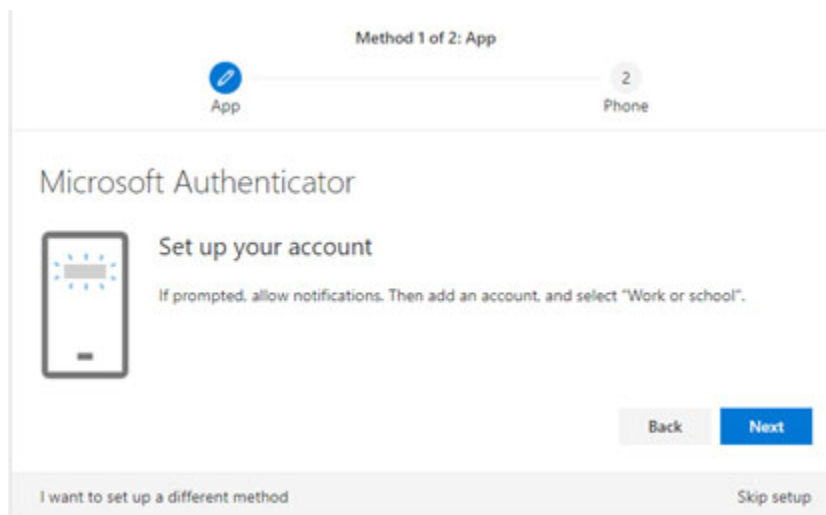 Method 1 of 2: App
2
App
Phone
Microsoft Authenticator
Set up your account
If prompted, allow notifications. Then add an account, and select "Work or school".
Back
Next
I want to set up a different method
Skip setup